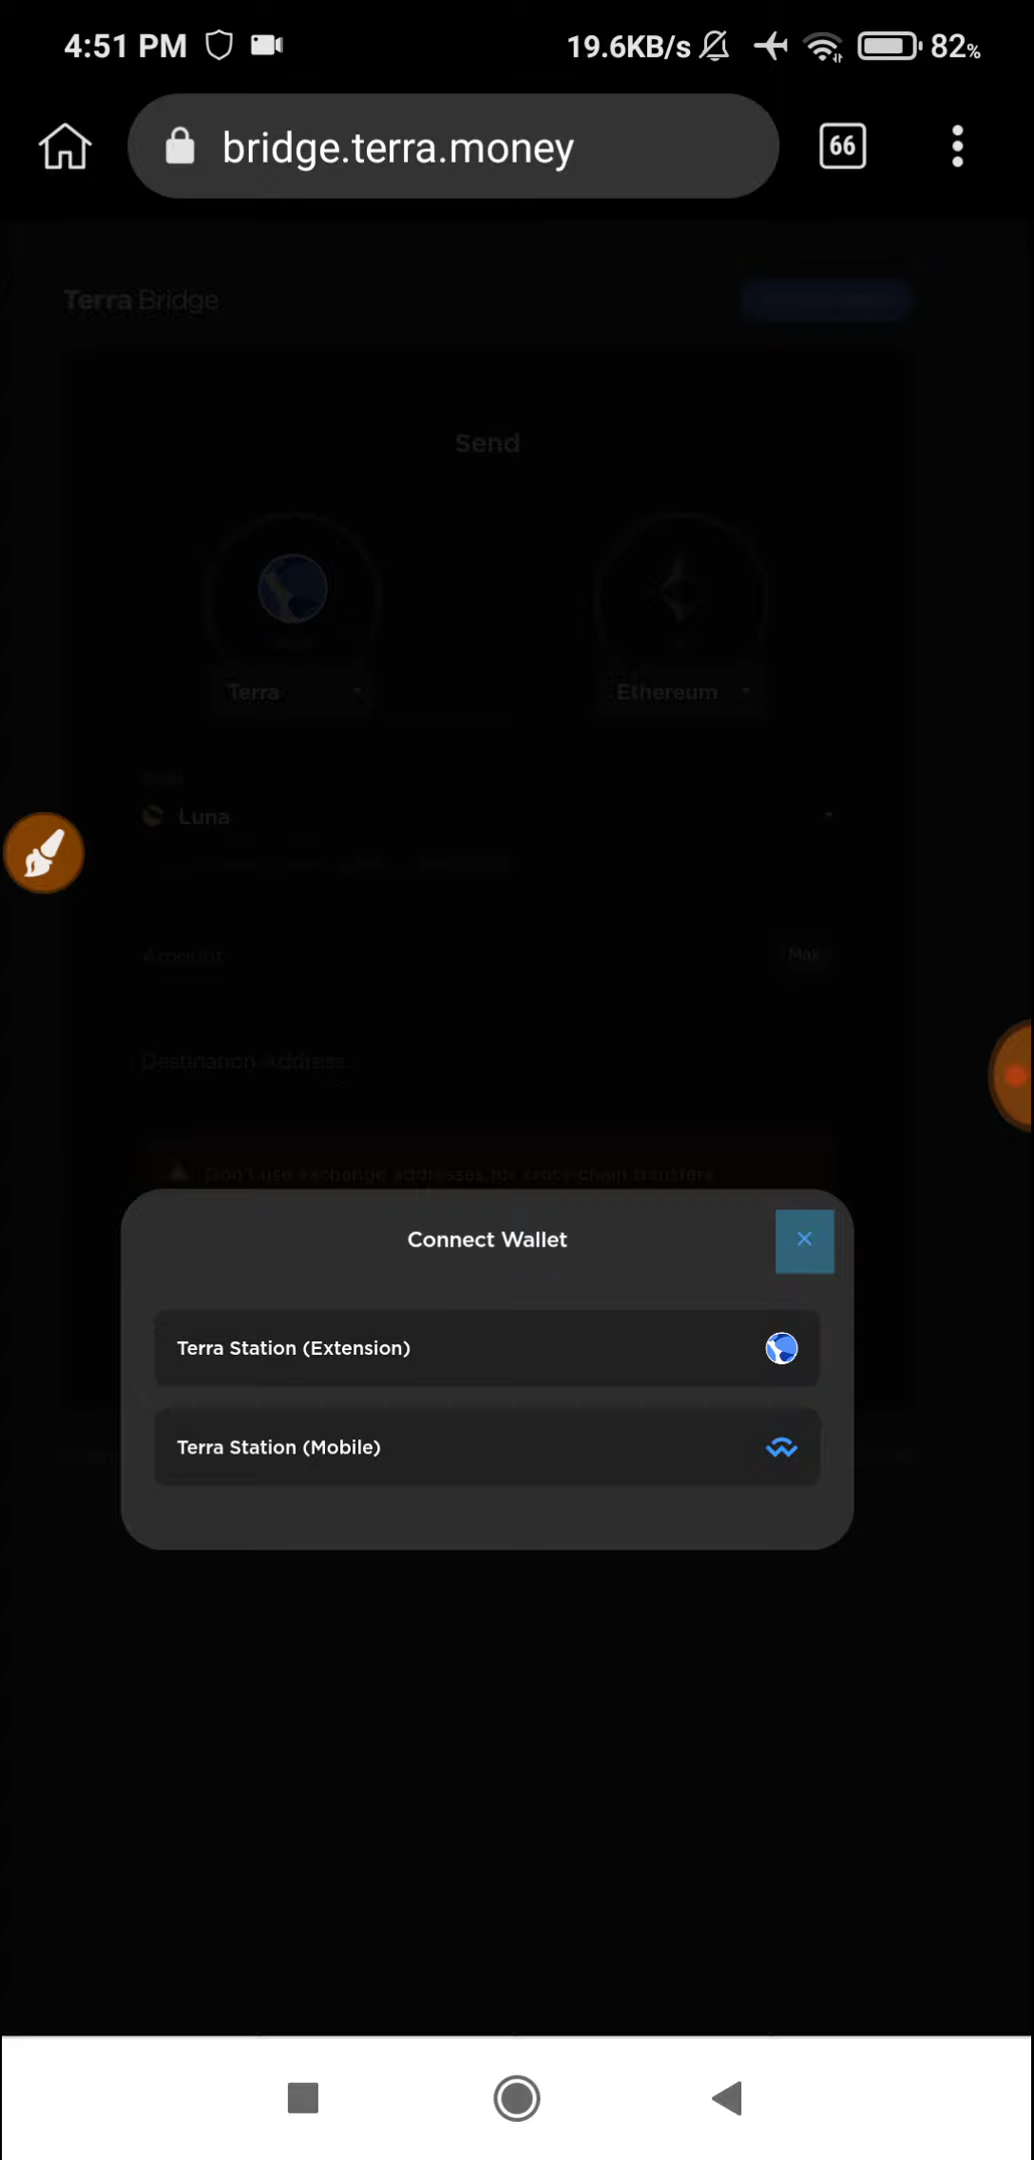 4:51 PM 19.6KB/s 82%
bridge.terra.money 66
Terra Bridge
Send
Terra Ethereum
Luna
Amount Max
Destination Address
Don't use exchange addresses for cross-chain transfers
Connect Wallet
Terra Station (Extension)
Terra Station (Mobile)